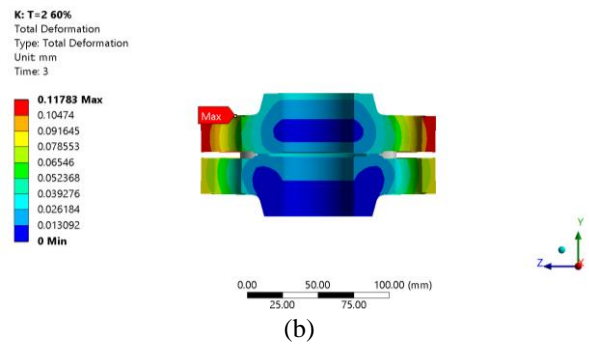 K: T=2 60%
Total Deformation
Type: Total Deformation
Unit: mm
Time: 3
0.11783 Max
0.10474
0.091645
0.078553
0.06546
0.052368
0.039276
0.026184
0.013092
0 Min
Max
Y
Z
X
0.00 50.00 100.00 (mm)
25.00 75.00
(b)